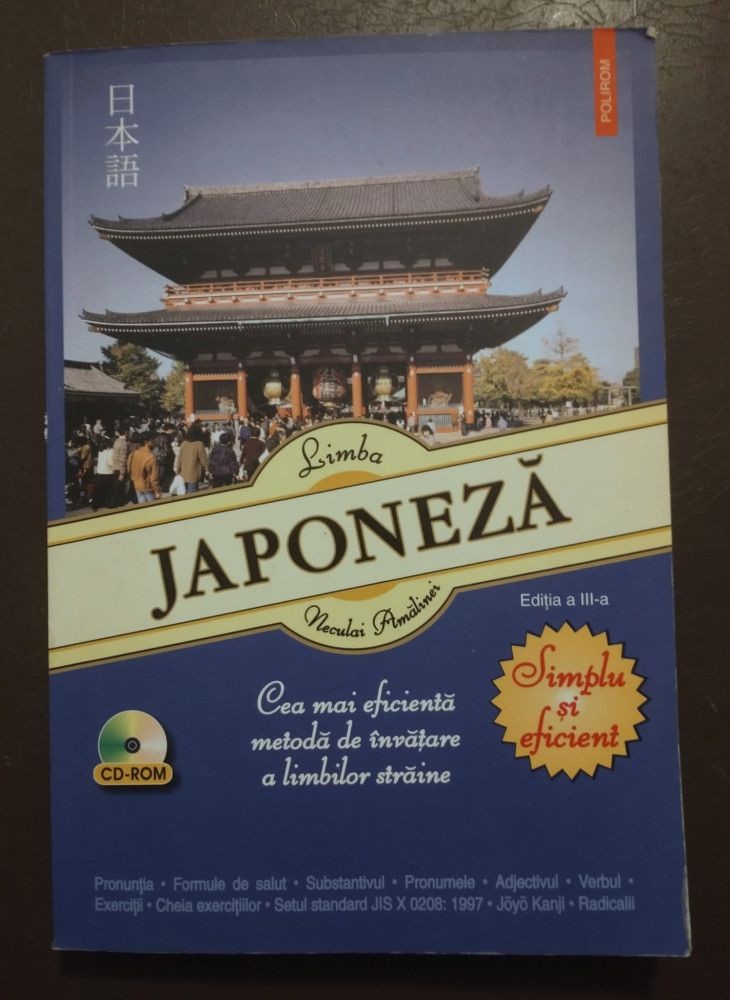 日本語
POLIROM
Limba
JAPONEZĂ
Neculai Amălinei
Ediția a III-a
Simplu
și
eficient
Cea mai eficientă
metodă de învățare
a limbilor străine
CD-ROM
Pronunția • Formule de salut • Substantivul • Pronumele • Adjectivul • Verbul •
Exerciții • Cheia exercițiilor • Setul standard JIS X 0208: 1997 • Jōyō Kanji • Radicalii